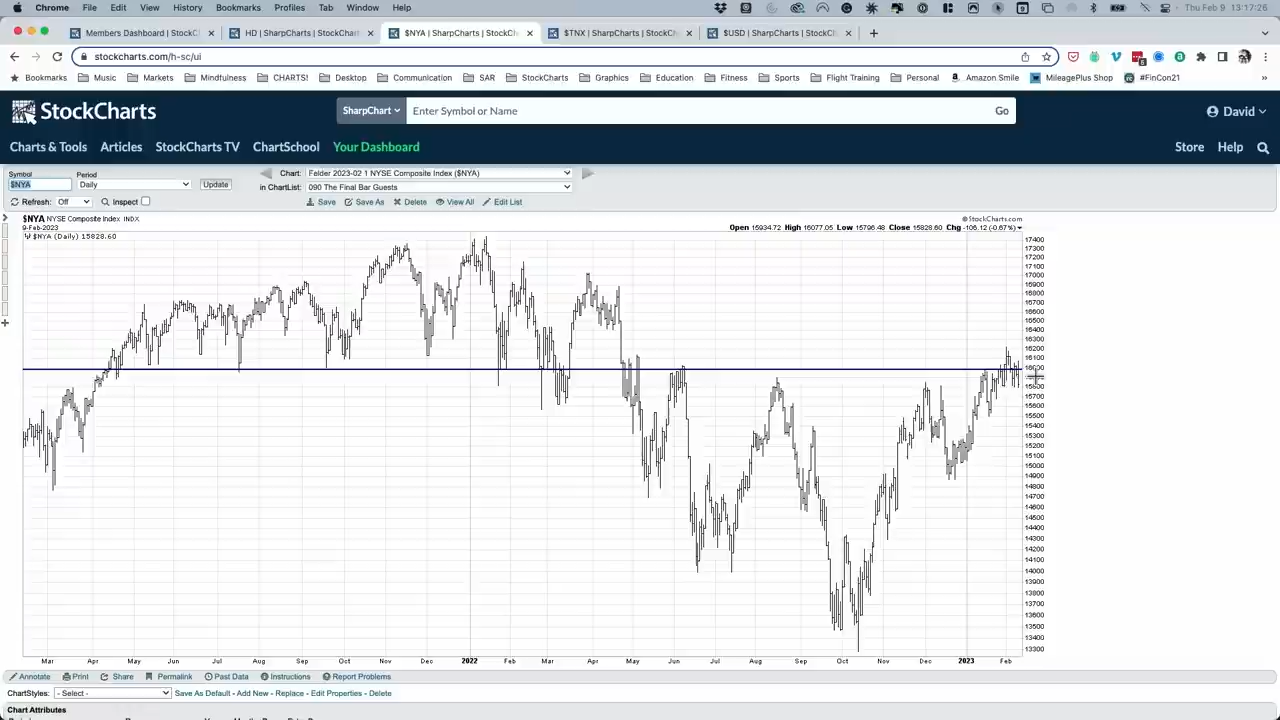 Chrome File Edit View History Bookmarks Profiles Tab Window Help Thu Feb 9 13:17:26
Members Dashboard | StockC HD | SharpCharts | StockChart $NYA | SharpCharts | StockCh $TNX | SharpCharts | StockCh $USD | SharpCharts | StockCh
stockcharts.com/h-sc/ui
Bookmarks Music Markets Mindfulness CHARTS! Desktop Communication SAR StockCharts Graphics Education Fitness Sports Flight Training Personal Amazon Smile MileagePlus Shop #FinCon21 »
StockCharts SharpChart Enter Symbol or Name Go David
Charts & Tools Articles StockCharts TV ChartSchool Your Dashboard Store Help
Symbol Period Chart: Felder 2023-02 1 NYSE Composite Index ($NYA)
$NYA Daily Update in ChartList: 090 The Final Bar Guests
Refresh: Off Inspect Save Save As Delete View All Edit List
$NYA NYSE Composite Index INDX © StockCharts.com
9-Feb-2023 Open 15934.72 High 16077.05 Low 15796.48 Close 15828.60 Chg -106.12 (-0.67%)
$NYA (Daily) 15828.60
17400
17300
17200
17100
17000
16900
16800
16700
16600
16500
16400
16300
16200
16100
16000
15800
15700
15600
15500
15400
15300
15200
15100
15000
14900
14800
14700
14600
14500
14400
14300
14200
14100
14000
13900
13800
13700
13600
13500
13400
13300
Mar Apr May Jun Jul Aug Sep Oct Nov Dec 2022 Feb Mar Apr May Jun Jul Aug Sep Oct Nov Dec 2023 Feb
Annotate Print Share Permalink Past Data Instructions Report Problems
ChartStyles: - Select - Save As Default - Add New - Replace - Edit Properties - Delete
Chart Attributes